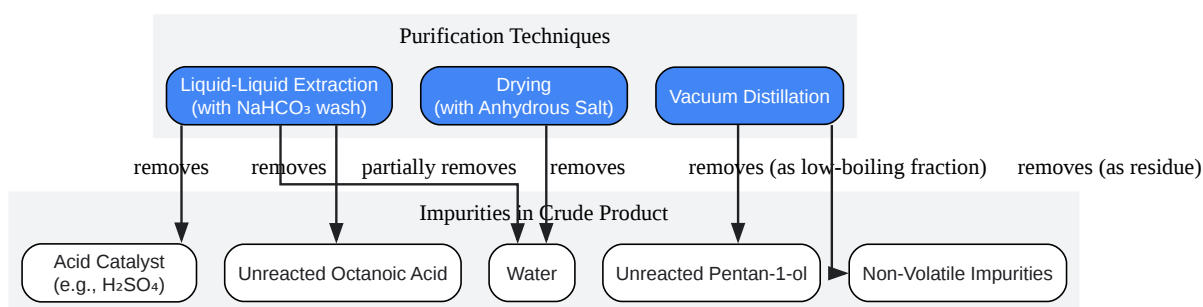 Purification Techniques
Liquid-Liquid Extraction
(with NaHCO₃ wash)
Drying
(with Anhydrous Salt)
Vacuum Distillation
removes
removes
partially removes
removes
removes (as low-boiling fraction)
removes (as residue)
Impurities in Crude Product
Acid Catalyst
(e.g., H₂SO₄)
Unreacted Octanoic Acid
Water
Unreacted Pentan-1-ol
Non-Volatile Impurities